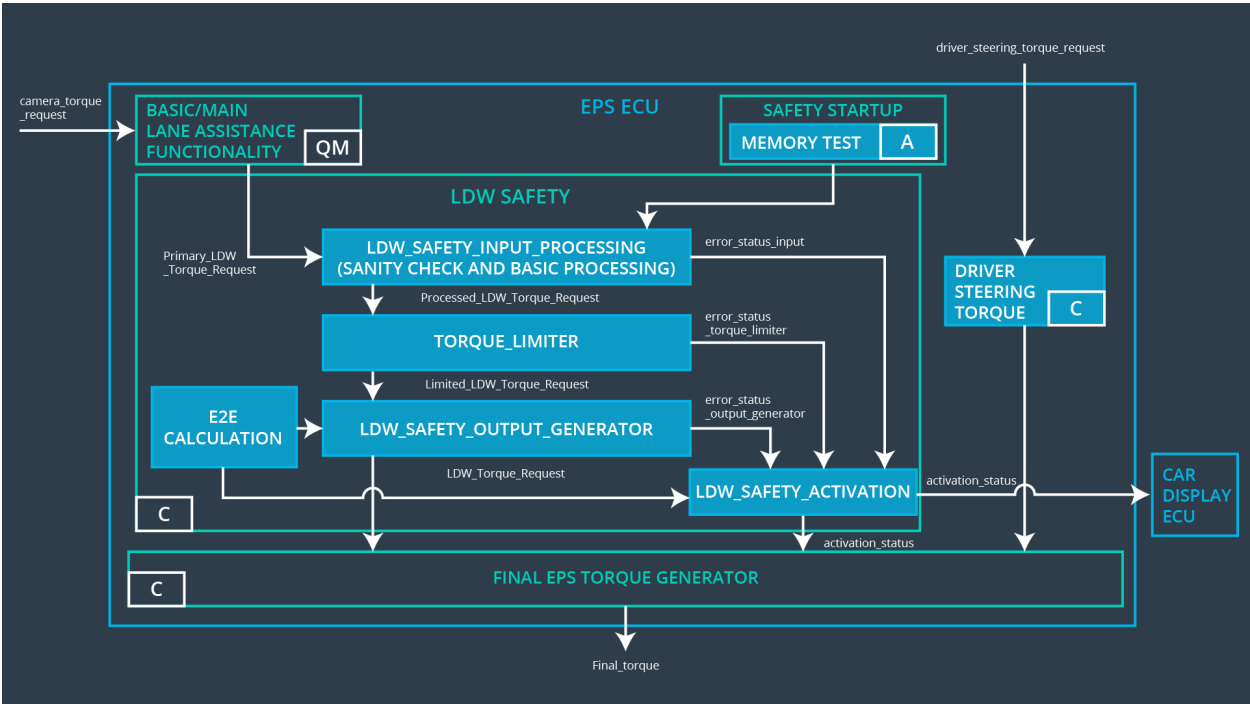 driver_steering_torque_request
camera_torque
_request
BASIC/MAIN
LANE ASSISTANCE
FUNCTIONALITY
QM
EPS ECU
SAFETY STARTUP
MEMORY TEST
A
LDW SAFETY
Primary_LDW
_Torque_Request
LDW_SAFETY_INPUT_PROCESSING
(SANITY CHECK AND BASIC PROCESSING)
error_status_input
DRIVER
STEERING
TORQUE
C
Processed_LDW_Torque_Request
TORQUE_LIMITER
error_status
_torque_limiter
Limited_LDW_Torque_Request
E2E
CALCULATION
LDW_SAFETY_OUTPUT_GENERATOR
error_status
_output_generator
LDW_Torque_Request
LDW_SAFETY_ACTIVATION
activation_status
CAR
DISPLAY
ECU
C
activation_status
FINAL EPS TORQUE GENERATOR
C
Final_torque